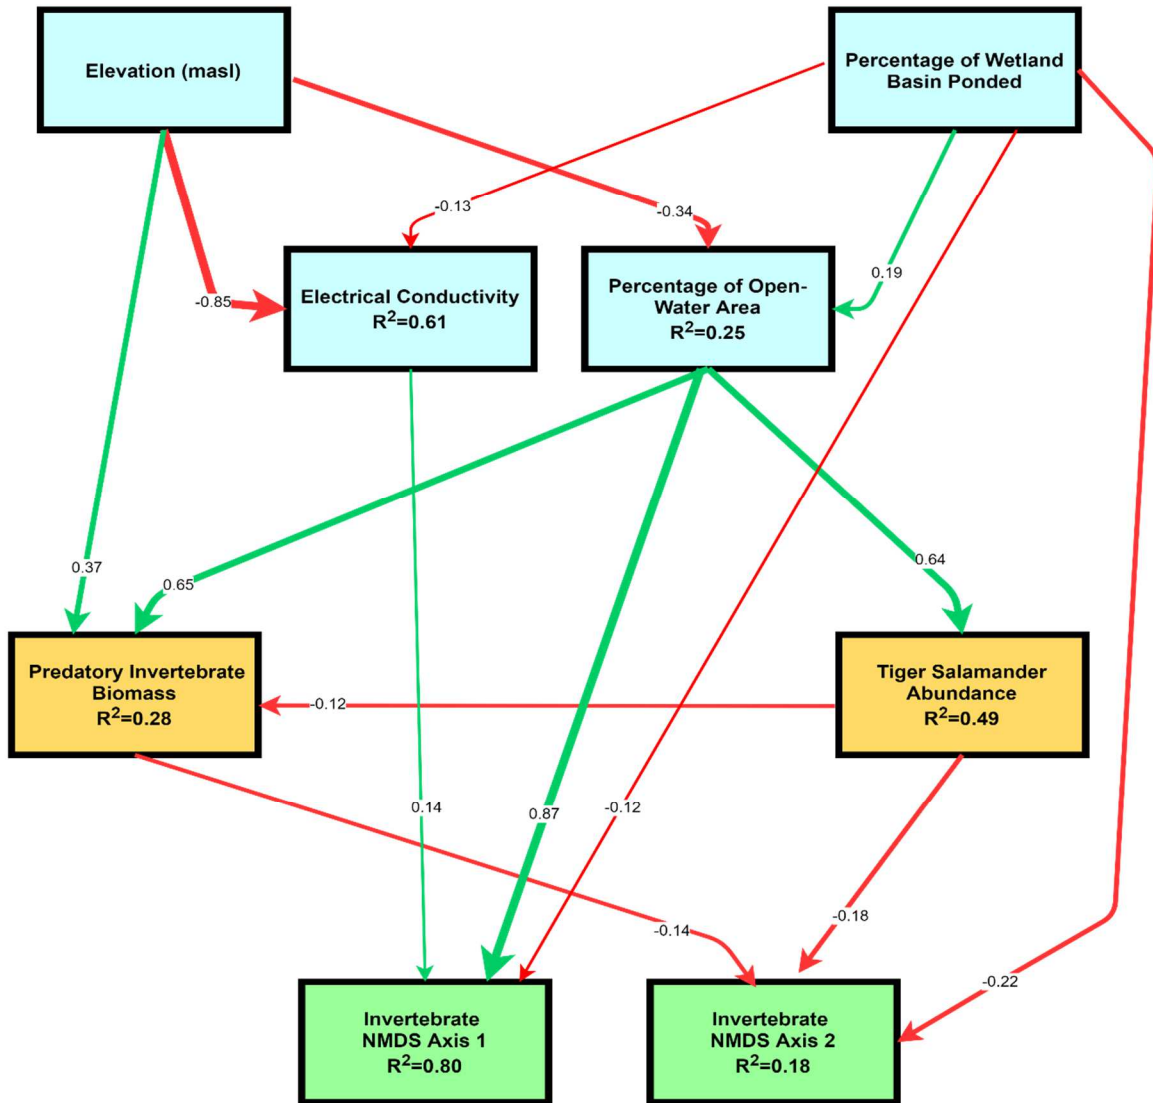 Elevation (masl)
Percentage of Wetland
Basin Ponded
-0.13
-0.34
0.19
-0.85
Electrical Conductivity
R²=0.61
Percentage of Open-
Water Area
R²=0.25
0.37
0.65
0.64
Predatory Invertebrate
Biomass
R²=0.28
-0.12
Tiger Salamander
Abundance
R²=0.49
0.14
0.87
-0.12
-0.14
-0.18
-0.22
Invertebrate
NMDS Axis 1
R²=0.80
Invertebrate
NMDS Axis 2
R²=0.18